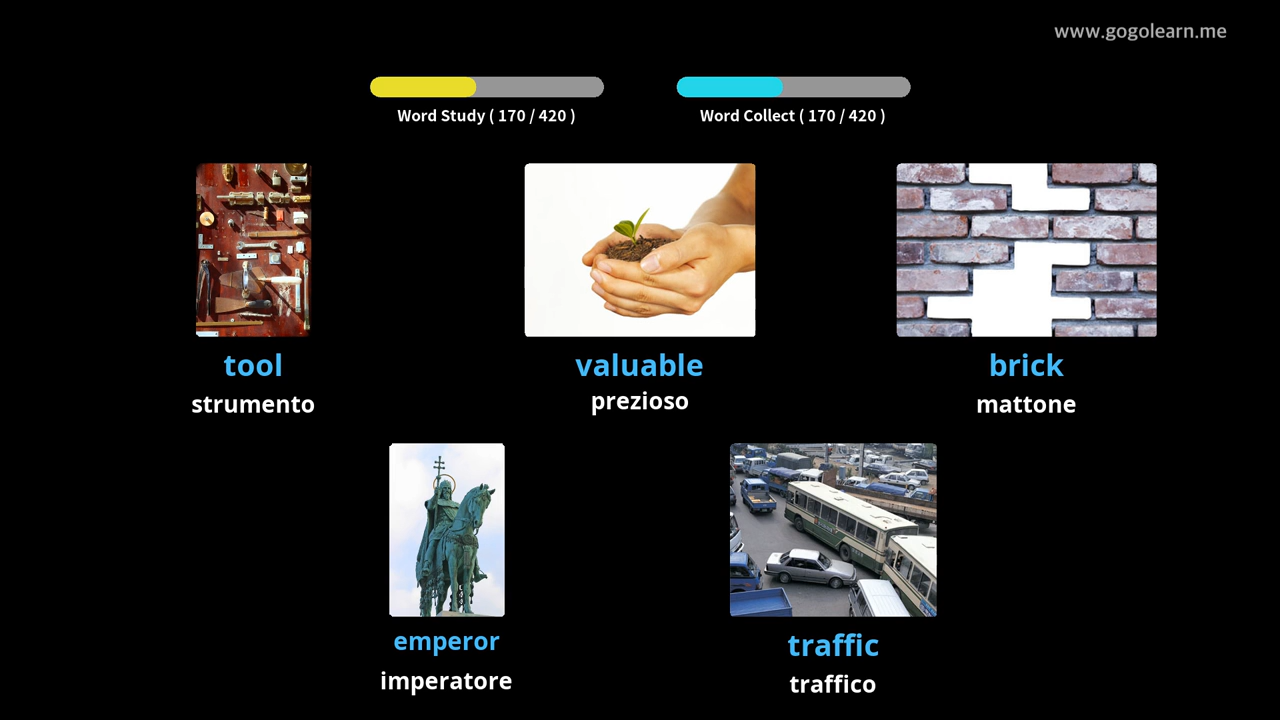 www.gogolearn.me
Word Study ( 170 / 420 )
Word Collect ( 170 / 420 )
tool
strumento
valuable
prezioso
brick
mattone
emperor
imperatore
traffic
traffico